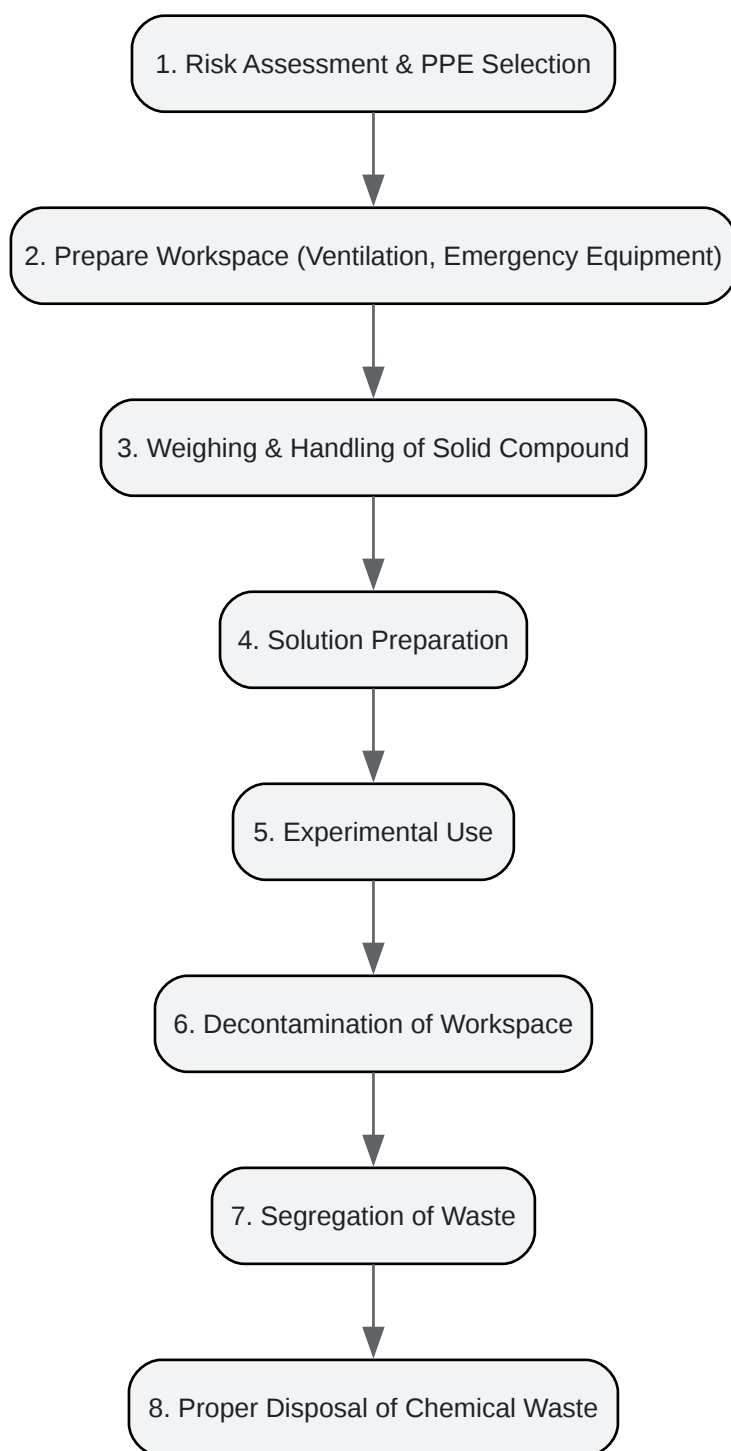 1. Risk Assessment & PPE Selection
2. Prepare Workspace (Ventilation, Emergency Equipment)
3. Weighing & Handling of Solid Compound
4. Solution Preparation
5. Experimental Use
6. Decontamination of Workspace
7. Segregation of Waste
8. Proper Disposal of Chemical Waste